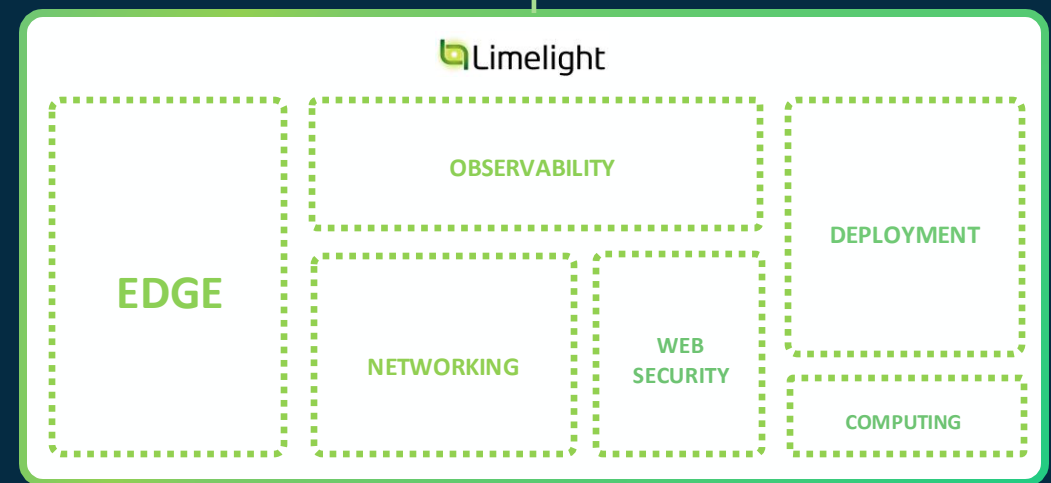 Limelight
EDGE
OBSERVABILITY
NETWORKING
WEB
SECURITY
DEPLOYMENT
COMPUTING